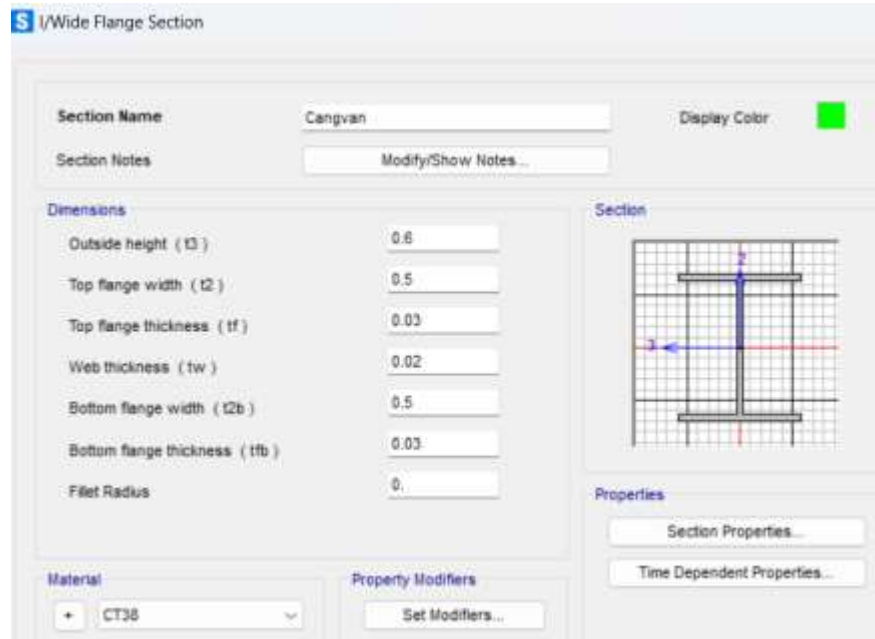 S I/Wide Flange Section
Section Name Cangvan Display Color
Section Notes Modify/Show Notes...
Dimensions
Outside height ( t3 ) 0.6
Top flange width ( t2 ) 0.5
Top flange thickness ( tf ) 0.03
Web thickness ( tw ) 0.02
Bottom flange width ( t2b ) 0.5
Bottom flange thickness ( tfb ) 0.03
Fillet Radius 0.
Section
2
3
Properties
Section Properties...
Time Dependent Properties...
Material
+ CT38
Property Modifiers
Set Modifiers...